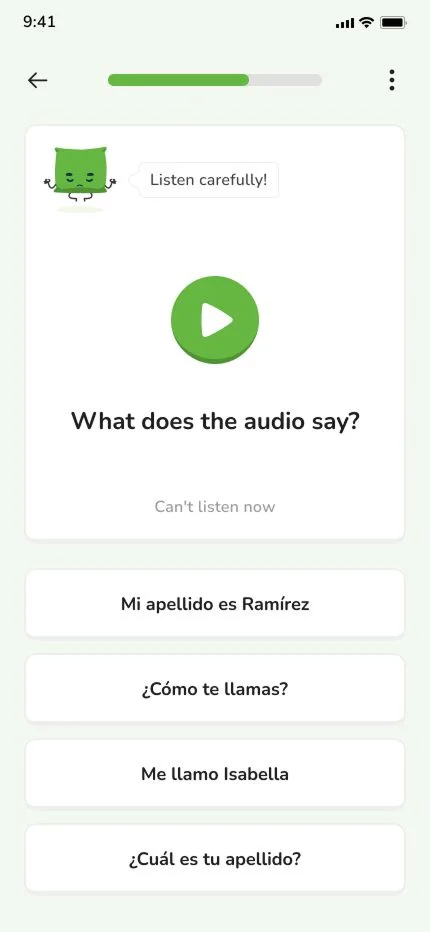 9:41
Listen carefully!
What does the audio say?
Can't listen now
Mi apellido es Ramírez
¿Cómo te llamas?
Me llamo Isabella
¿Cuál es tu apellido?